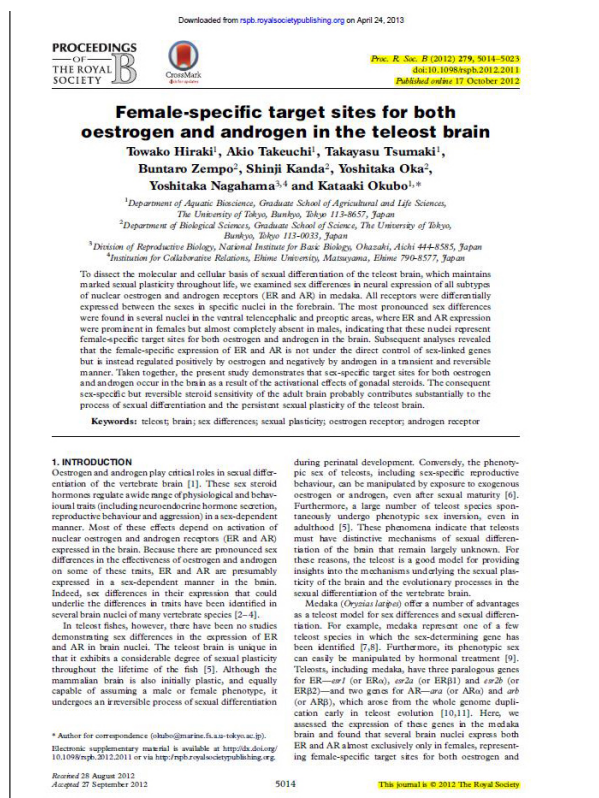 Downloaded from rspb.royalsocietypublishing.org on April 24, 2013
PROCEEDINGS
OF
THE ROYAL
SOCIETY
B
CrossMark
click for updates
Proc. R. Soc. B (2012) 279, 5014–5023
doi:10.1098/rspb.2012.2011
Published online 17 October 2012
Female-specific target sites for both
oestrogen and androgen in the teleost brain
Towako Hiraki1, Akio Takeuchi1, Takayasu Tsumaki1,
Buntaro Zempo2, Shinji Kanda2, Yoshitaka Oka2,
Yoshitaka Nagahama3,4 and Kataaki Okubo1,*
1Department of Aquatic Bioscience, Graduate School of Agricultural and Life Sciences,
The University of Tokyo, Bunkyo, Tokyo 113-8657, Japan
2Department of Biological Sciences, Graduate School of Science, The University of Tokyo,
Bunkyo, Tokyo 113-0033, Japan
3Division of Reproductive Biology, National Institute for Basic Biology, Okazaki, Aichi 444-8585, Japan
4Institution for Collaborative Relations, Ehime University, Matsuyama, Ehime 790-8577, Japan
To dissect the molecular and cellular basis of sexual differentiation of the teleost brain, which maintains
marked sexual plasticity throughout life, we examined sex differences in neural expression of all subtypes
of nuclear oestrogen and androgen receptors (ER and AR) in medaka. All receptors were differentially
expressed between the sexes in specific nuclei in the forebrain. The most pronounced sex differences
were found in several nuclei in the ventral telencephalic and preoptic areas, where ER and AR expression
were prominent in females but almost completely absent in males, indicating that these nuclei represent
female-specific target sites for both oestrogen and androgen in the brain. Subsequent analyses revealed
that the female-specific expression of ER and AR is not under the direct control of sex-linked genes
but is instead regulated positively by oestrogen and negatively by androgen in a transient and reversible
manner. Taken together, the present study demonstrates that sex-specific target sites for both oestrogen
and androgen occur in the brain as a result of the activational effects of gonadal steroids. The consequent
sex-specific but reversible steroid sensitivity of the adult brain probably contributes substantially to the
process of sexual differentiation and the persistent sexual plasticity of the teleost brain.
Keywords: teleost; brain; sex differences; sexual plasticity; oestrogen receptor; androgen receptor
1. INTRODUCTION
Oestrogen and androgen play critical roles in sexual differ-
entiation of the vertebrate brain [1]. These sex steroid
hormones regulate a wide range of physiological and behav-
ioural traits (including neuroendocrine hormone secretion,
reproductive behaviour and aggression) in a sex-dependent
manner. Most of these effects depend on activation of
nuclear oestrogen and androgen receptors (ER and AR)
expressed in the brain. Because there are pronounced sex
differences in the effectiveness of oestrogen and androgen
on some of these traits, ER and AR are presumably
expressed in a sex-dependent manner in the brain.
Indeed, sex differences in their expression that could
underlie the differences in traits have been identified in
several brain nuclei of many vertebrate species [2–4].
In teleost fishes, however, there have been no studies
demonstrating sex differences in the expression of ER
and AR in brain nuclei. The teleost brain is unique in
that it exhibits a considerable degree of sexual plasticity
throughout the lifetime of the fish [5]. Although the
mammalian brain is also initially plastic, and equally
capable of assuming a male or female phenotype, it
undergoes an irreversible process of sexual differentiation
* Author for correspondence (okubo@marine.fs.a.u-tokyo.ac.jp).
Electronic supplementary material is available at http://dx.doi.org/
10.1098/rspb.2012.2011 or via http://rspb.royalsocietypublishing.org.
during perinatal development. Conversely, the phenoty-
pic sex of teleosts, including sex-specific reproductive
behaviour, can be manipulated by exposure to exogenous
oestrogen or androgen, even after sexual maturity [6].
Furthermore, a large number of teleost species spon-
taneously undergo phenotypic sex inversion, even in
adulthood [5]. These phenomena indicate that teleosts
must have distinctive mechanisms of sexual differen-
tiation of the brain that remain largely unknown. For
these reasons, the teleost is a good model for providing
insights into the mechanisms underlying the sexual plas-
ticity of the brain and the evolutionary processes in the
sexual differentiation of the vertebrate brain.
Medaka (Oryzias latipes) offer a number of advantages
as a teleost model for sex differences and sexual differen-
tiation. For example, medaka represent one of a few
teleost species in which the sex-determining gene has
been identified [7,8]. Furthermore, its phenotypic sex
can easily be manipulated by hormonal treatment [9].
Teleosts, including medaka, have three paralogous genes
for ER—esr1 (or ERα), esr2a (or ERβ1) and esr2b (or
ERβ2)—and two genes for AR—ara (or ARα) and arb
(or ARβ), which arose from the whole genome dupli-
cation early in teleost evolution [10,11]. Here, we
assessed the expression of these genes in the medaka
brain and found that several brain nuclei express both
ER and AR almost exclusively only in females, represent-
ing female-specific target sites for both oestrogen and
Received 28 August 2012
Accepted 27 September 2012
5014
This journal is © 2012 The Royal Society